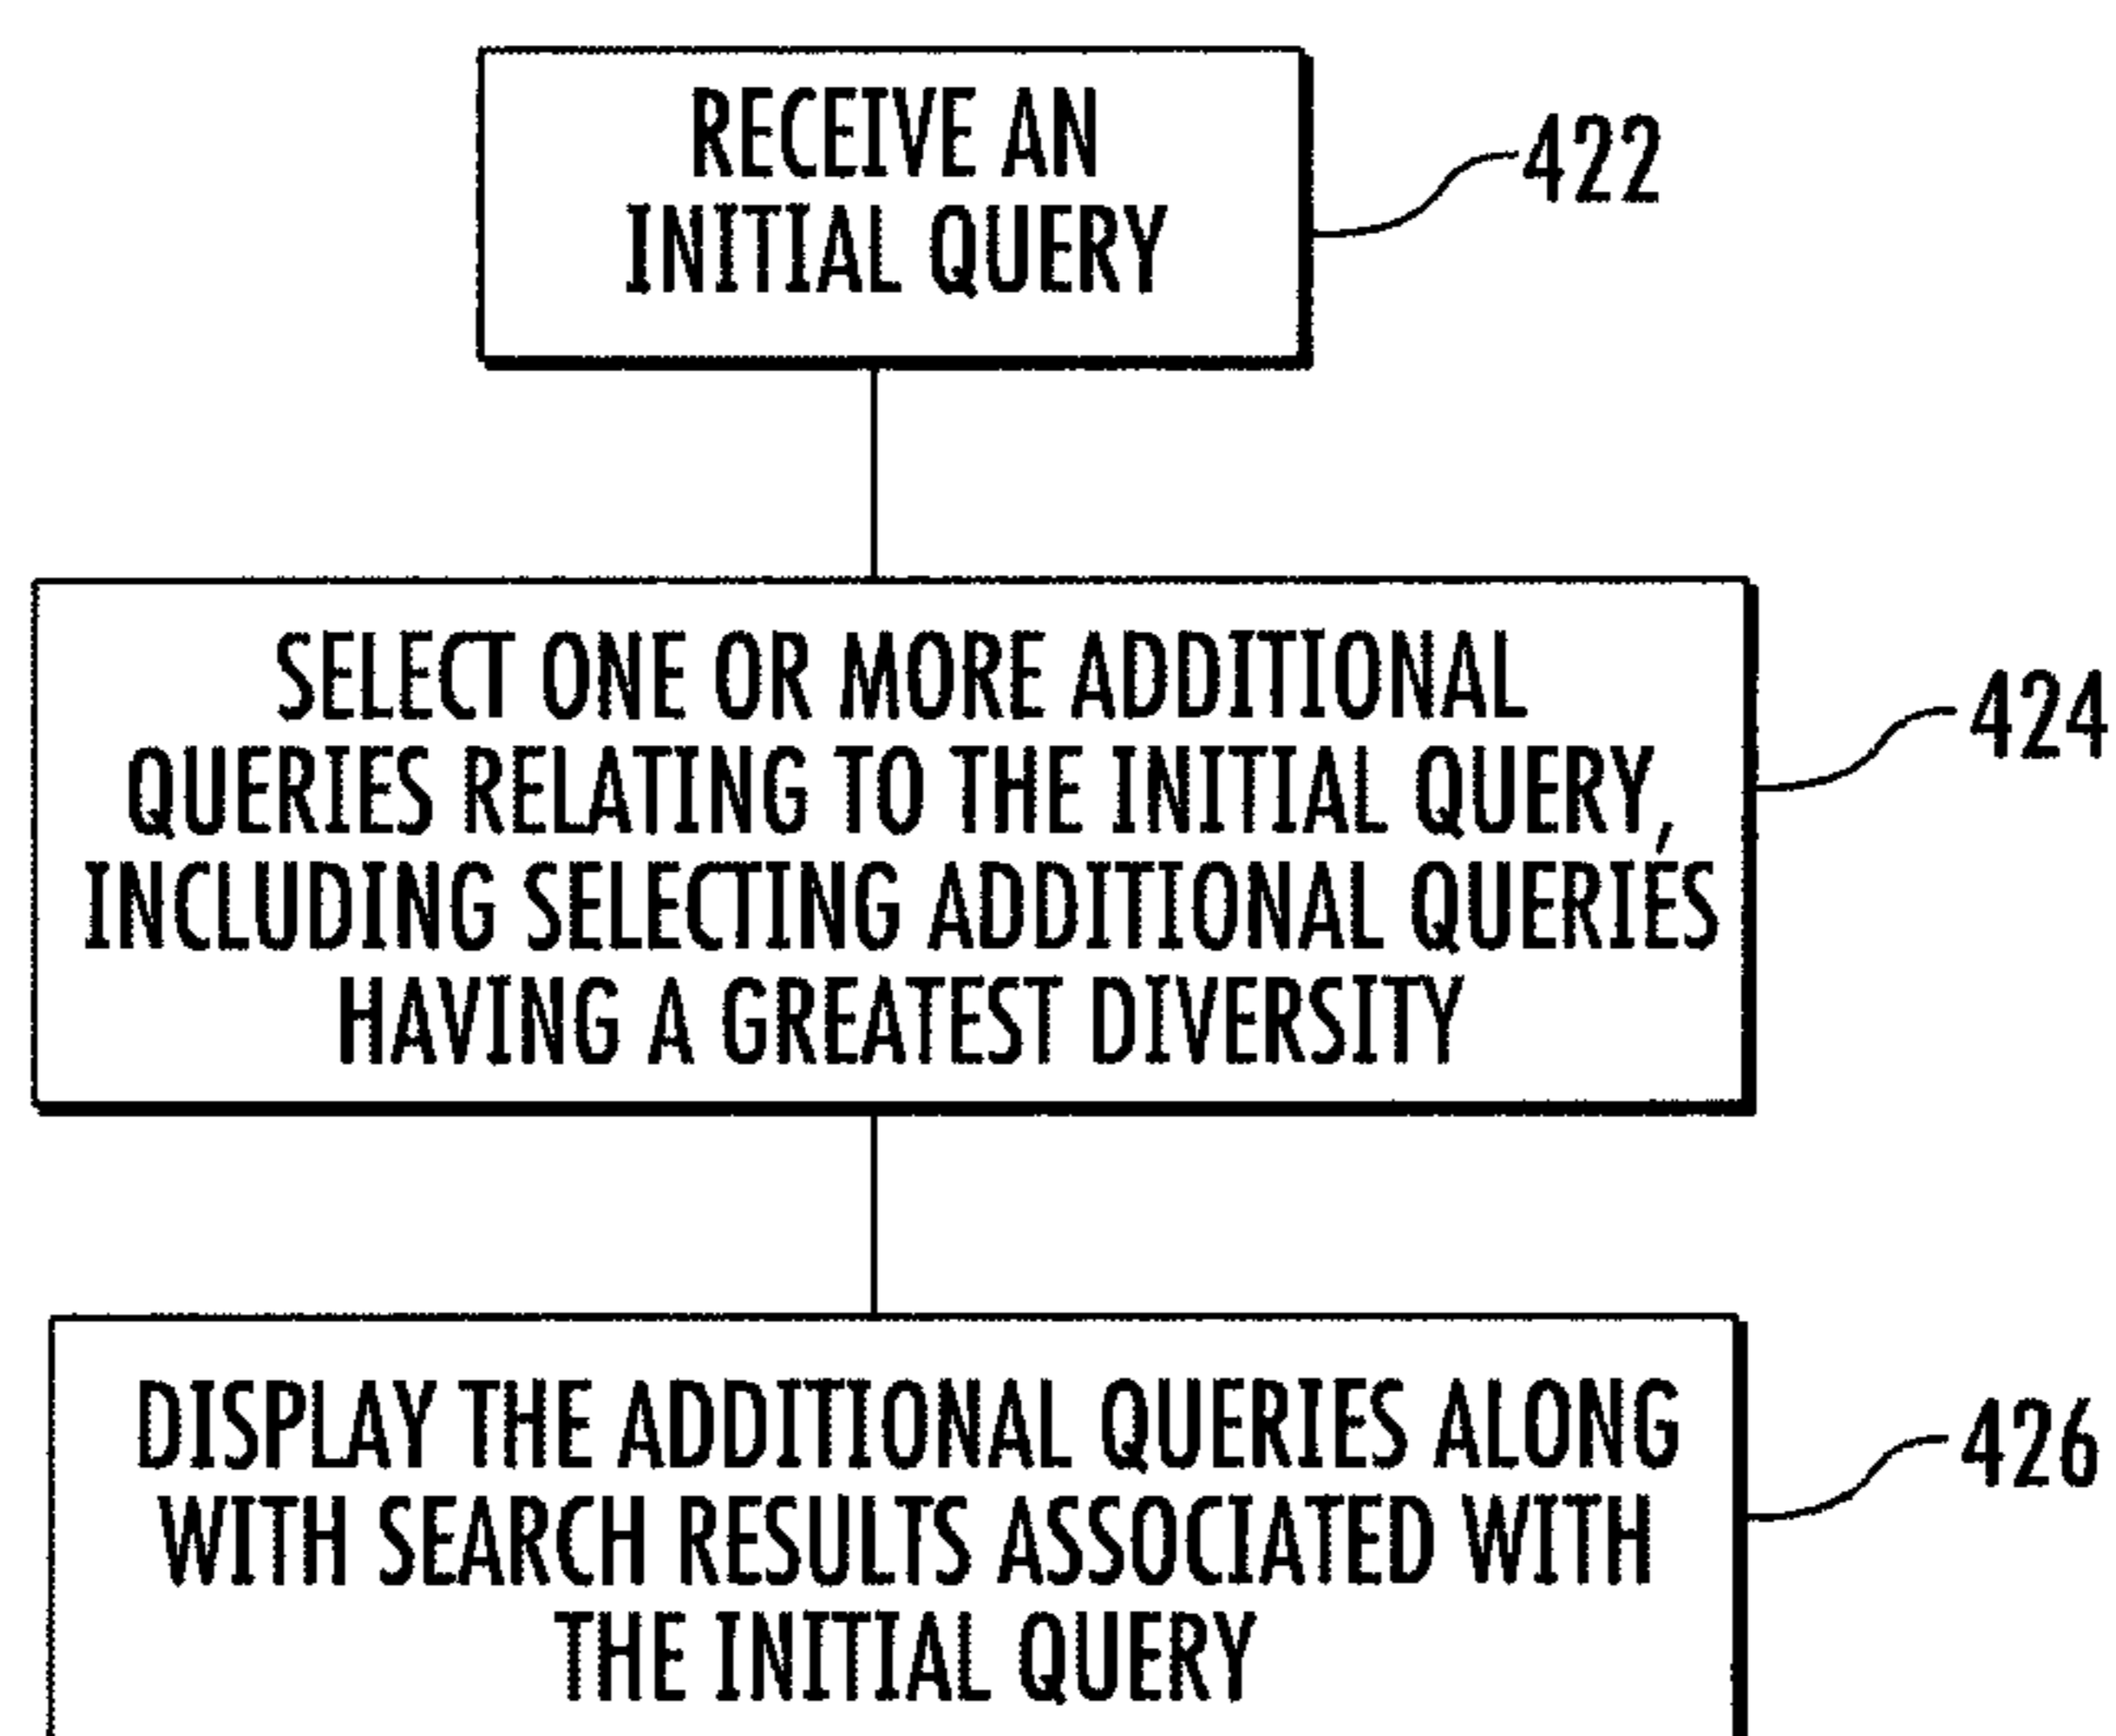 RECEIVE AN
INITIAL QUERY
422
SELECT ONE OR MORE ADDITIONAL
QUERIES RELATING TO THE INITIAL QUERY,
INCLUDING SELECTING ADDITIONAL QUERIES
HAVING A GREATEST DIVERSITY
424
DISPLAY THE ADDITIONAL QUERIES ALONG
WITH SEARCH RESULTS ASSOCIATED WITH
THE INITIAL QUERY
426